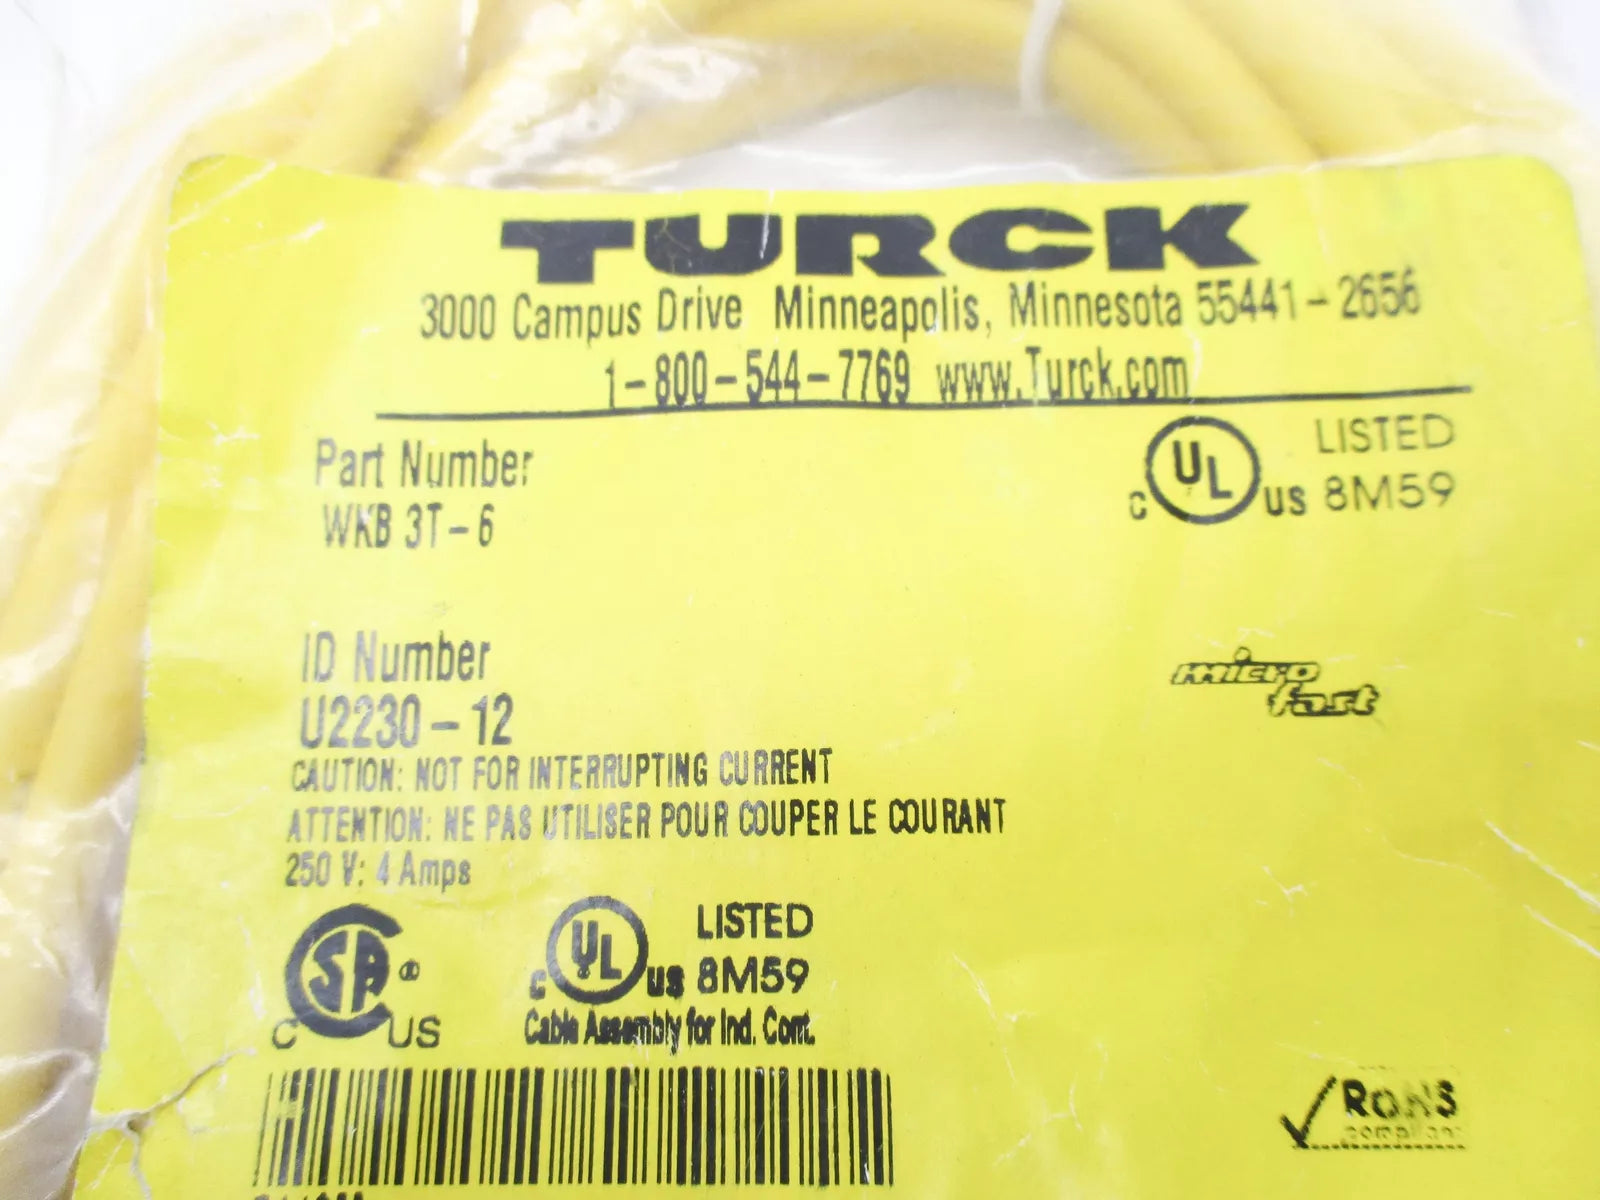 TURCK
3000 Campus Drive Minneapolis, Minnesota 55441-2656
1-800-544-7769 www.Turck.com
Part Number
WKB 3T-6
C UL US LISTED 8M59
ID Number
U2230-12
micro fast
CAUTION: NOT FOR INTERRUPTING CURRENT
ATTENTION: NE PAS UTILISER POUR COUPER LE COURANT
250 V: 4 Amps
C SA ® C US
C UL US LISTED 8M59
Cable Assembly for Ind. Cont.
RoHS
compliant